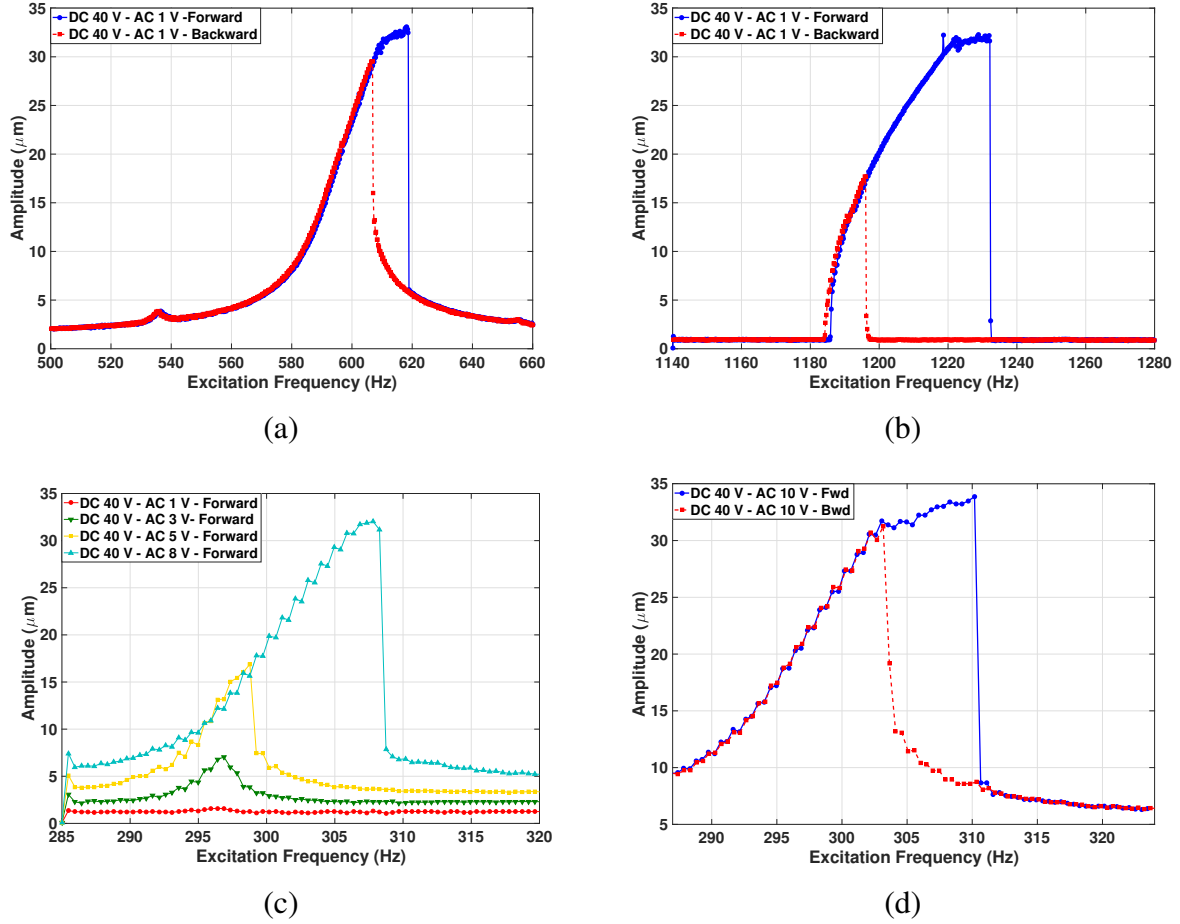 DC 40 V - AC 1 V -Forward
DC 40 V - AC 1 V - Backward
35
30
25
20
15
10
5
0
Amplitude (μm)
500 520 540 560 580 600 620 640 660
Excitation Frequency (Hz)
(a)
DC 40 V - AC 1 V - Forward
DC 40 V - AC 1 V - Backward
35
30
25
20
15
10
5
0
Amplitude (μm)
1140 1160 1180 1200 1220 1240 1260 1280
Excitation Frequency (Hz)
(b)
DC 40 V - AC 1 V - Forward
DC 40 V - AC 3 V- Forward
DC 40 V - AC 5 V - Forward
DC 40 V - AC 8 V - Forward
35
30
25
20
15
10
5
0
Amplitude (μm)
285 290 295 300 305 310 315 320
Excitation Frequency (Hz)
(c)
DC 40 V - AC 10 V - Fwd
DC 40 V - AC 10 V - Bwd
35
30
25
20
15
10
5
Amplitude (μm)
290 295 300 305 310 315 320
Excitation Frequency (Hz)
(d)